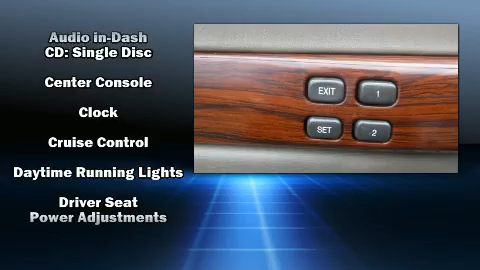 Audio in-Dash
CD: Single Disc
Center Console
Clock
Cruise Control
Daytime Running Lights
Driver Seat
Power Adjustments
EXIT 1
SET 2